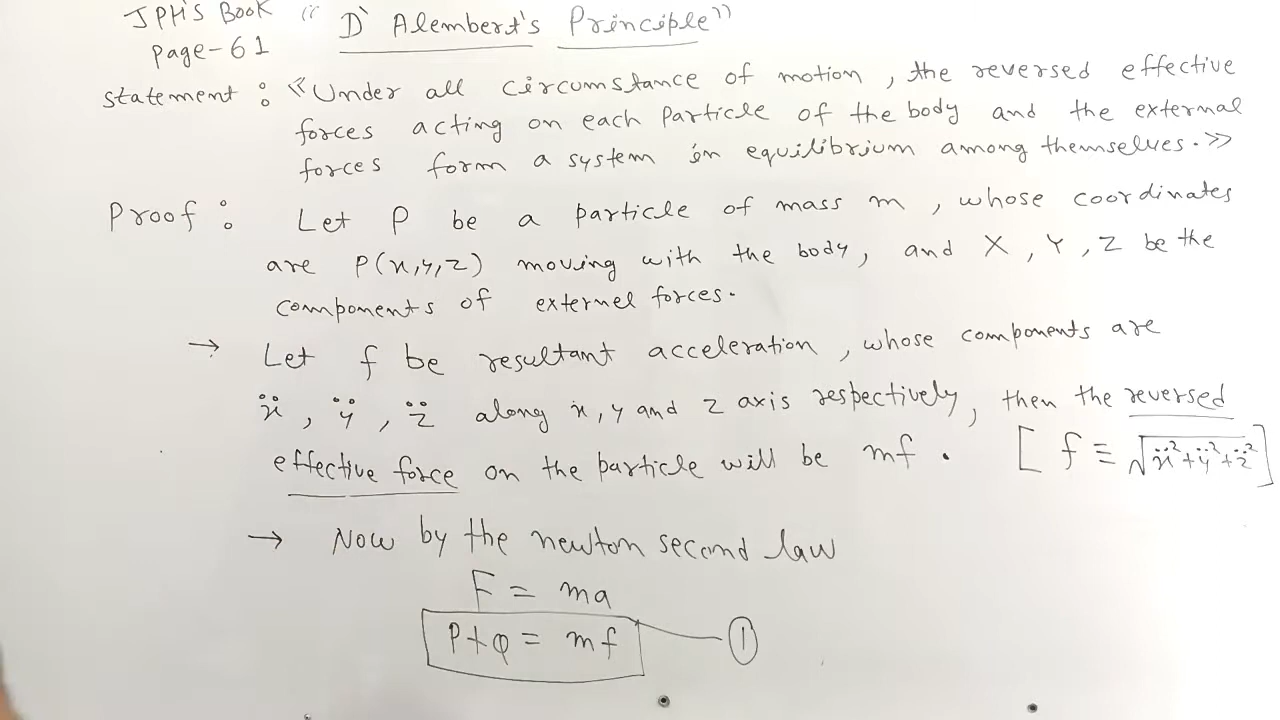 JPH'S BOOK "D'Alembert's Principle"
Page-61
statement : «Under all circumstance of motion, the reversed effective
forces acting on each Particle of the body and the external
forces form a system in equilibrium among themselves.»
Proof : Let P be a particle of mass m, whose coordinates
are P(x,y,z) moving with the body, and X, Y, Z be the
components of externel forces.
→ Let f be resultant acceleration, whose components are
ẍ, ÿ, z̈ along x, y and z axis respectively, then the reversed
effective force on the particle will be mf. [f = √ẍ²+ÿ²+z̈²]
→ Now by the newton second law
F = ma
P+Q = mf — ①